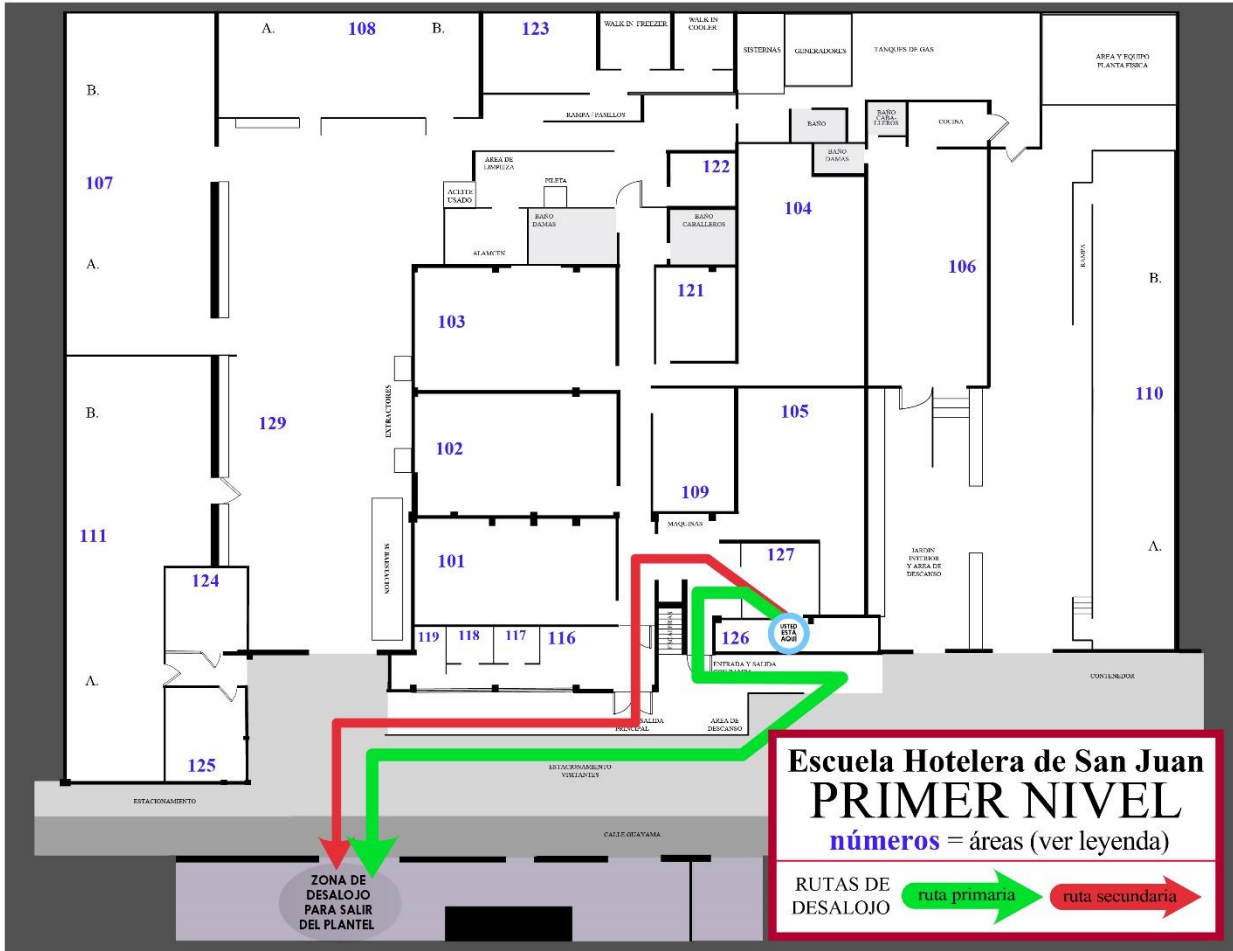 A.
108
B.
123
WALK IN FREEZER
WALK IN
COOLER
SISTERNAS
GENERADORES
TANQUES DE GAS
AREA Y EQUIPO
PLANTA FISICA
B.
RAMPA / PASILLOS
BAÑO
BAÑO
CABA-
LLEROS
COCINA
107
AREA DE
LIMPIEZA
BAÑO
DAMAS
122
ACEITE
USADO
PILETA
104
BAÑO
DAMAS
BAÑO
CABALLEROS
RAMPA
A.
ALAMCEN
106
B.
121
103
110
B.
EXTRACTORES
105
129
102
109
111
MAQUINAS
SUBESTACION
101
127
JARDIN
INTERIOR
Y AREA DE
DESCANSO
A.
124
USTED
ESTÁ
AQUÍ
119
118
117
116
ESCALERAS
126
ENTRADA Y SALIDA
A.
CONTENEDOR
SALIDA
PRINCIPAL
AREA DE
DESCANSO
125
ESTACIONAMIENTO
VISITANTES
ESTACIONAMIENTO
CALLE GUAYAMA
ZONA DE
DESALOJO
PARA SALIR
DEL PLANTEL
Escuela Hotelera de San Juan
PRIMER NIVEL
números = áreas (ver leyenda)
RUTAS DE
DESALOJO
ruta primaria
ruta secundaria